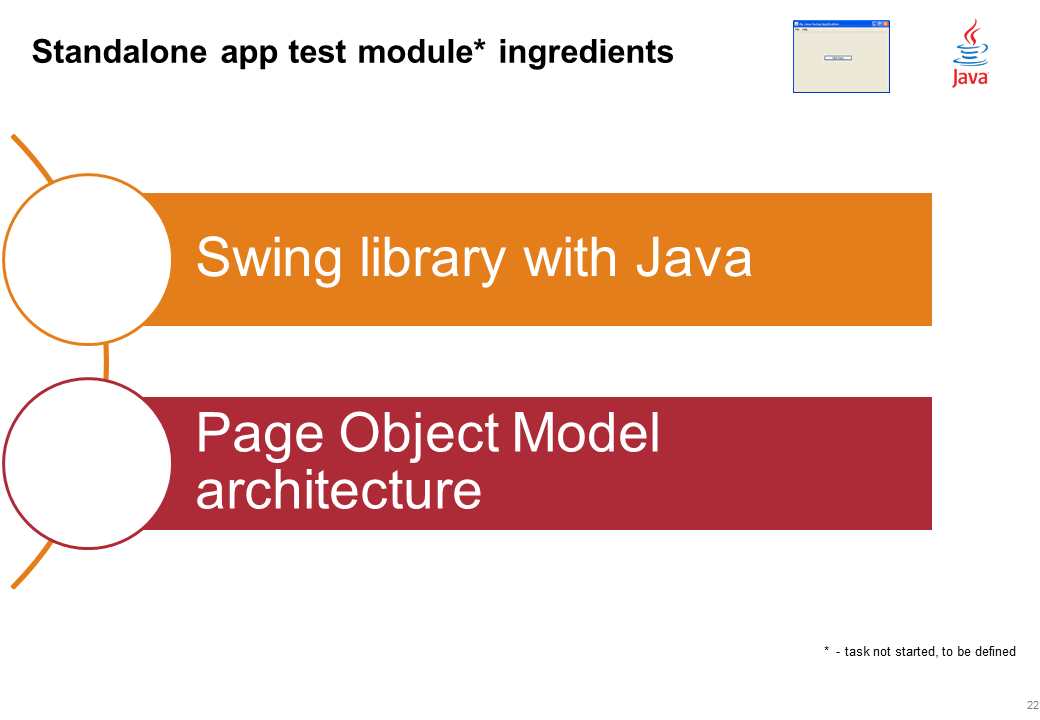 Standalone app test module* ingredients
Java
Swing library with Java
Page Object Model
architecture
* - task not started, to be defined
22